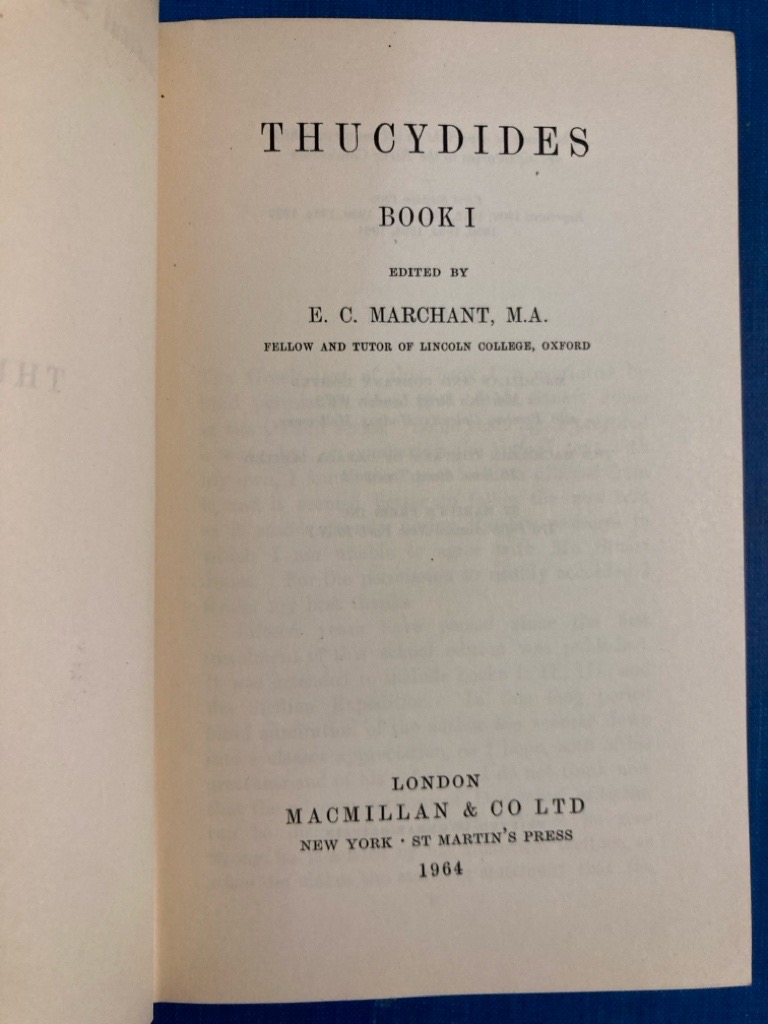 THUCYDIDES
BOOK I
EDITED BY
E. C. MARCHANT, M.A.
FELLOW AND TUTOR OF LINCOLN COLLEGE, OXFORD
LONDON
MACMILLAN & CO LTD
NEW YORK · ST MARTIN'S PRESS
1964